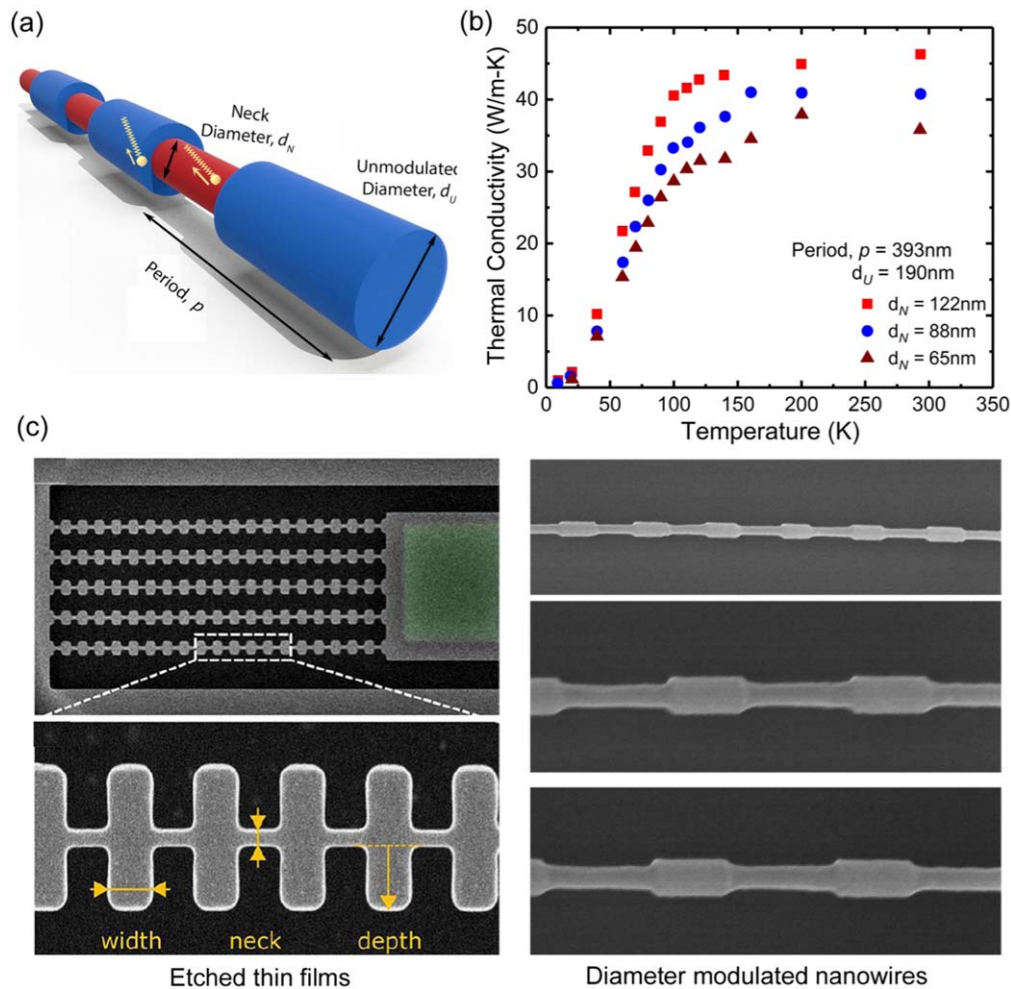 (a)
Neck
Diameter, dN
Unmodulated
Diameter, dU
Period, p
(b)
Thermal Conductivity (W/m-K)
50
40
30
20
10
0
0
50
100
150
200
250
300
350
Temperature (K)
Period, p = 393nm
dU = 190nm
dN = 122nm
dN = 88nm
dN = 65nm
(c)
width
neck
depth
Etched thin films
Diameter modulated nanowires